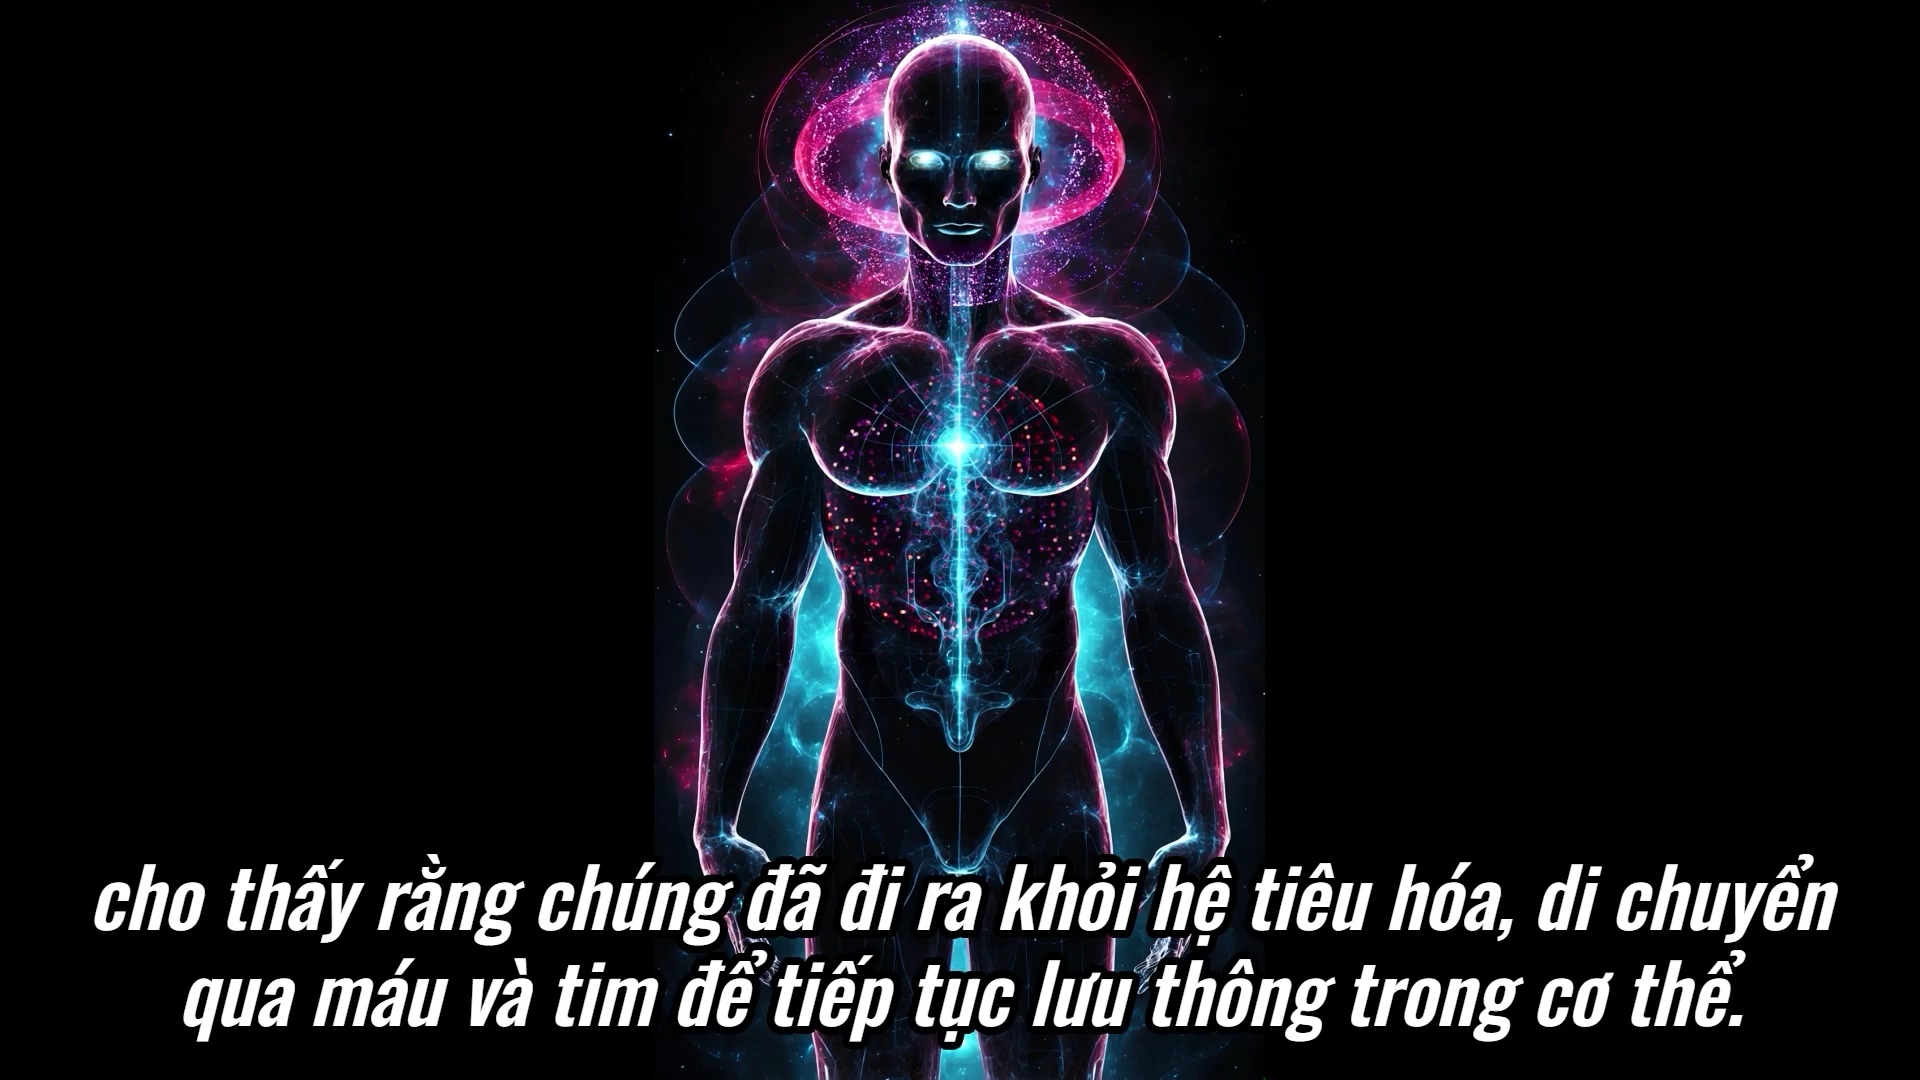 cho thấy rằng chúng đã đi ra khỏi hệ tiêu hóa, di chuyển
qua máu và tim để tiếp tục lưu thông trong cơ thể.